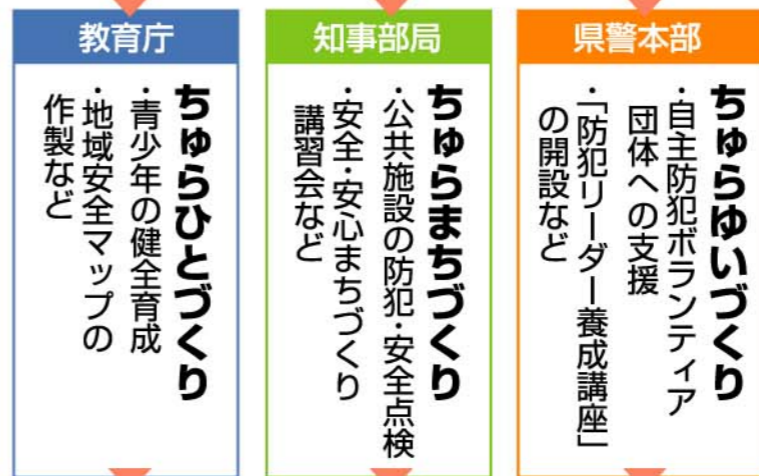 教育庁
ちゅらひとづくり
・青少年の健全育成
・地域安全マップの
作製など
知事部局
ちゅらまちづくり
・公共施設の防犯・安全点検
・安全・安心まちづくり
講習会など
県警本部
ちゅらゆいづくり
・自主防犯ボランティア
団体への支援
・「防犯リーダー養成講座」
の開設など